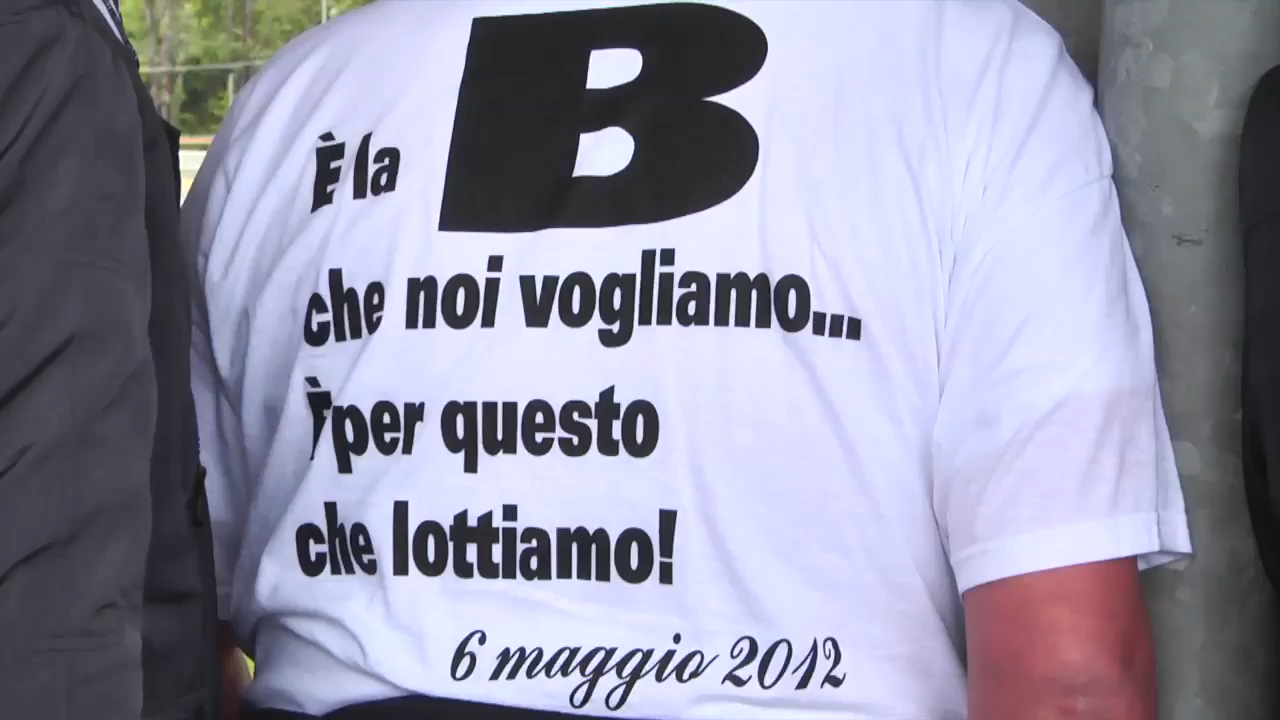 È la B
che noi vogliamo...
È per questo
che lottiamo!
6 maggio 2012